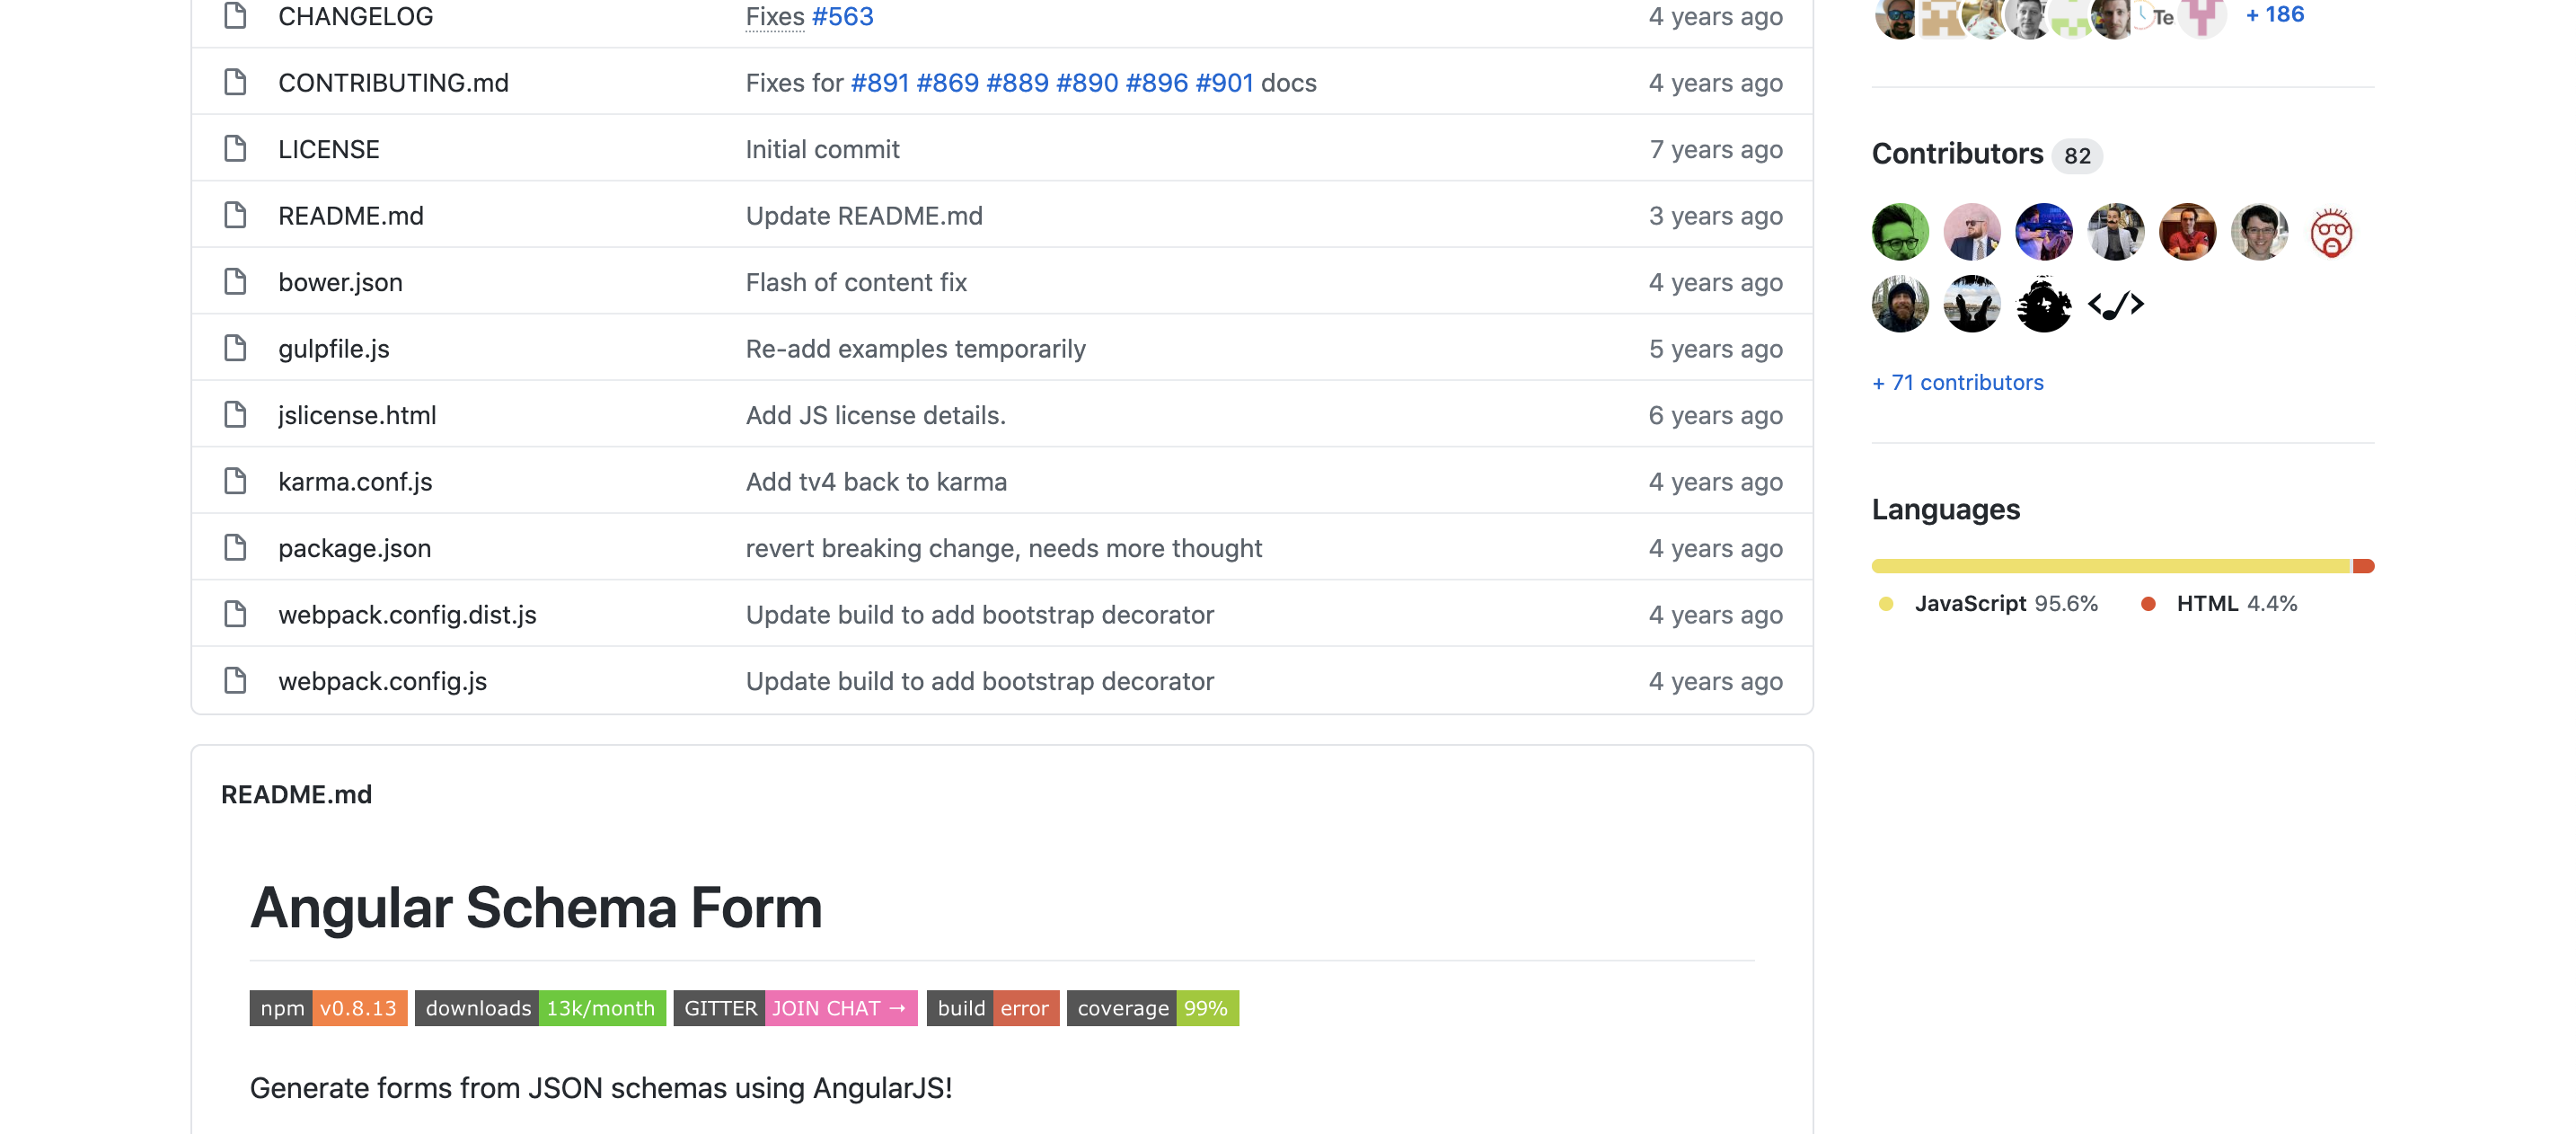 CHANGELOG Fixes #563 4 years ago
CONTRIBUTING.md Fixes for #891 #869 #889 #890 #896 #901 docs 4 years ago
LICENSE Initial commit 7 years ago
README.md Update README.md 3 years ago
bower.json Flash of content fix 4 years ago
gulpfile.js Re-add examples temporarily 5 years ago
jslicense.html Add JS license details. 6 years ago
karma.conf.js Add tv4 back to karma 4 years ago
package.json revert breaking change, needs more thought 4 years ago
webpack.config.dist.js Update build to add bootstrap decorator 4 years ago
webpack.config.js Update build to add bootstrap decorator 4 years ago
README.md
Angular Schema Form
npm v0.8.13 downloads 13k/month GITTER JOIN CHAT → build error coverage 99%
Generate forms from JSON schemas using AngularJS!
Te + 186
Contributors 82
+ 71 contributors
Languages
JavaScript 95.6% HTML 4.4%